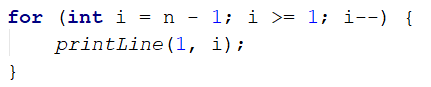 for (int i = n - 1; i >= 1; i--) {
    printLine(1, i);
}